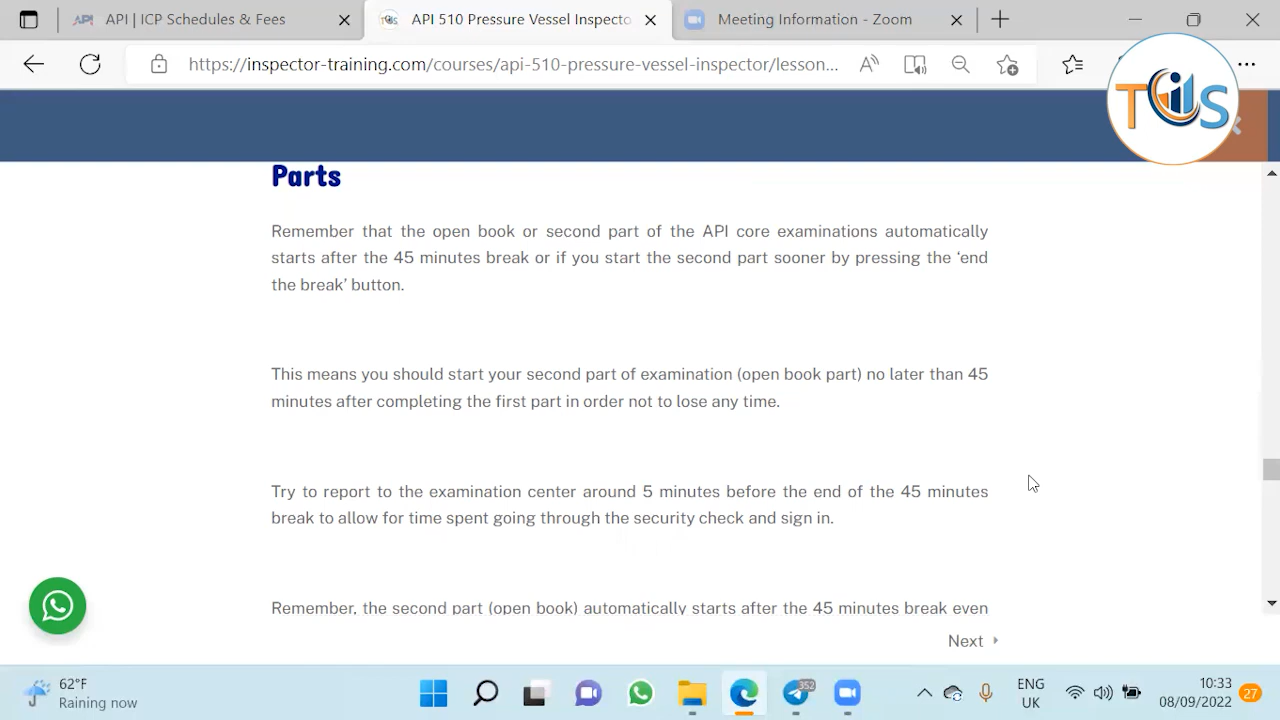 API | ICP Schedules & Fees
API 510 Pressure Vessel Inspecto
Meeting Information - Zoom
https://inspector-training.com/courses/api-510-pressure-vessel-inspector/lesson...
TIS
Parts
Remember that the open book or second part of the API core examinations automatically
starts after the 45 minutes break or if you start the second part sooner by pressing the ‘end
the break’ button.
This means you should start your second part of examination (open book part) no later than 45
minutes after completing the first part in order not to lose any time.
Try to report to the examination center around 5 minutes before the end of the 45 minutes
break to allow for time spent going through the security check and sign in.
Remember, the second part (open book) automatically starts after the 45 minutes break even
Next
62°F
Raining now
352
ENG
UK
10:33
08/09/2022
27